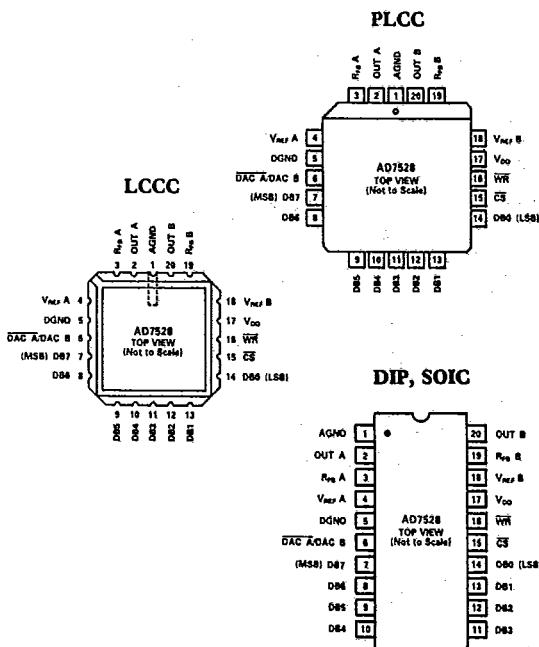 PLCC
RFB A
OUT A
AGND
OUT B
RFB B
3 2 1 20 19
VREF A 4
DGND 5
DAC A/DAC B 6
(MSB) DB7 7
DB6 8
AD7528
TOP VIEW
(Not to Scale)
18 VREF B
17 VDD
16 WR
15 CS
14 DB0 (LSB)
9 10 11 12 13
DB5
DB4
DB3
DB2
DB1
LCCC
RFB A
OUT A
AGND
OUT B
RFB B
3 2 1 20 19
VREF A 4
DGND 5
DAC A/DAC B 6
(MSB) DB7 7
DB6 8
AD7528
TOP VIEW
(Not to Scale)
18 VREF B
17 VDD
16 WR
15 CS
14 DB0 (LSB)
9 10 11 12 13
DB5
DB4
DB3
DB2
DB1
DIP, SOIC
AGND 1
OUT A 2
RFB A 3
VREF A 4
DGND 5
DAC A/DAC B 6
(MSB) DB7 7
DB6 8
DB5 9
DB4 10
AD7528
TOP VIEW
(Not to Scale)
20 OUT B
19 RFB B
18 VREF B
17 VDD
16 WR
15 CS
14 DB0 (LSB
13 DB1
12 DB2
11 DB3